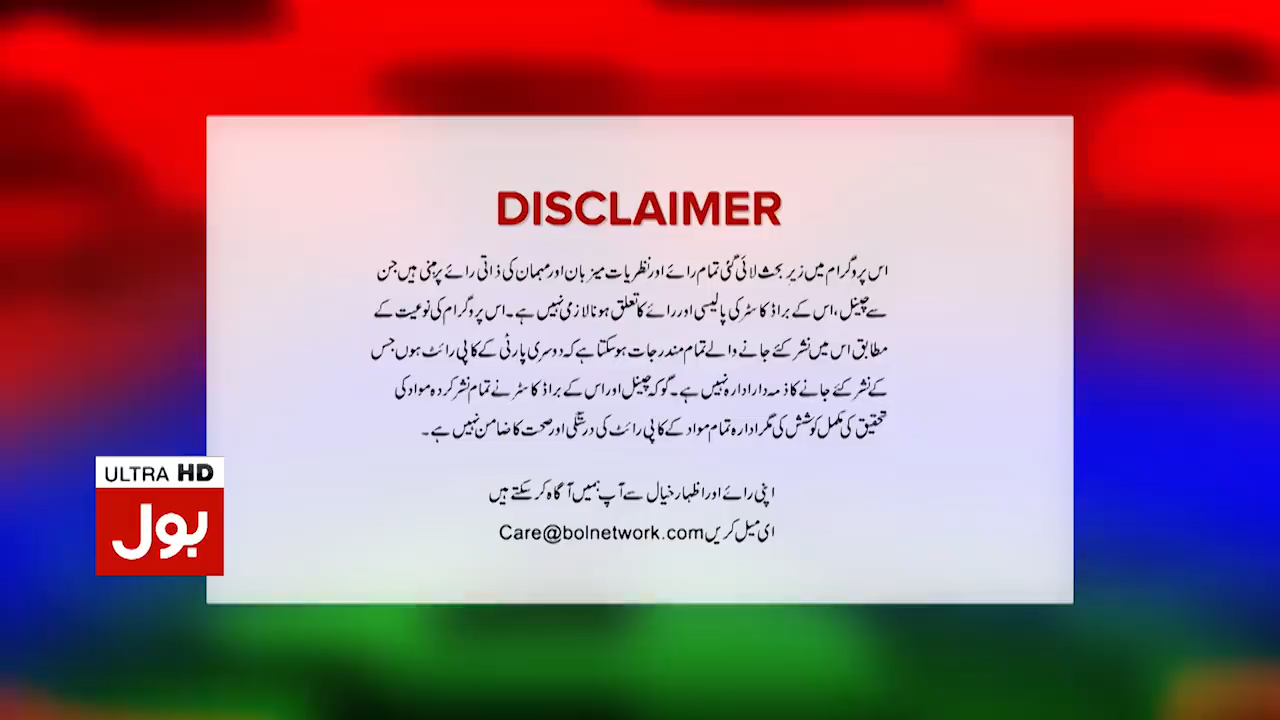 DISCLAIMER
اس پروگرام میں زیرِ بحث لائی گئی تمام رائے اور نظریات میزبان اور مہمان کی ذاتی رائے پر مبنی ہیں جن
سے چینل، اس کے براڈ کاسٹر کی پالیسی اور رائے کا تعلق ہونا لازمی نہیں ہے۔ اس پروگرام کی نوعیت کے
مطابق اس میں نشر کئے جانے والے تمام مندرجات ہو سکتا ہے کہ دوسری پارٹی کے کاپی رائٹ ہوں جس
کے نشر کئے جانے کا ذمہ دار ادارہ نہیں ہے۔ گو کہ چینل اور اس کے براڈ کاسٹر نے تمام نشر کردہ مواد کی
تحقیق کی مکمل کوشش کی مگر ادارہ تمام مواد کے کاپی رائٹ کی درستگی اور صحت کا ضامن نہیں ہے۔
اپنی رائے اور اظہار خیال سے آپ ہمیں آگاہ کر سکتے ہیں
ای میل کریں Care@bolnetwork.com
ULTRA HD
بول